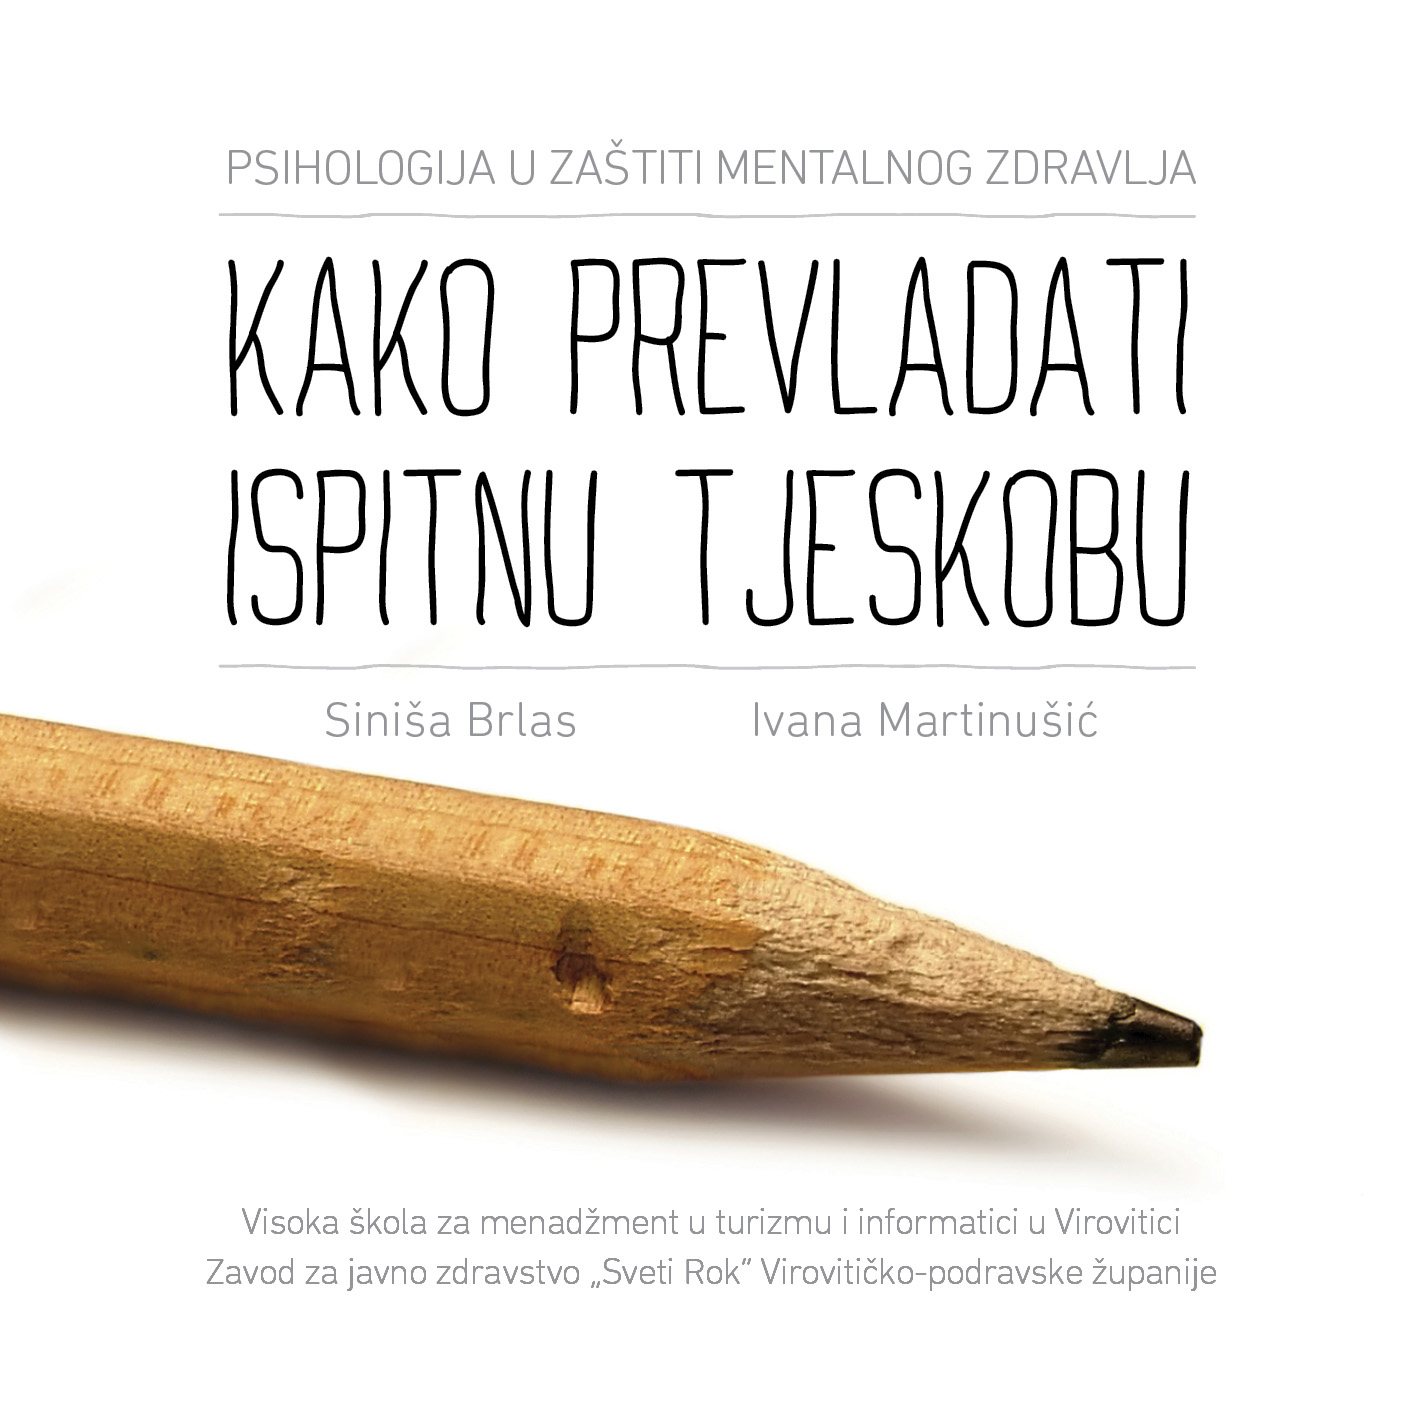 PSIHOLOGIJA U ZAŠTITI MENTALNOG ZDRAVLJA
KAKO PREVLADATI
ISPITNU TJESKOBU
Siniša Brlas Ivana Martinušić
Visoka škola za menadžment u turizmu i informatici u Virovitici
Zavod za javno zdravstvo „Sveti Rok” Virovitičko-podravske županije